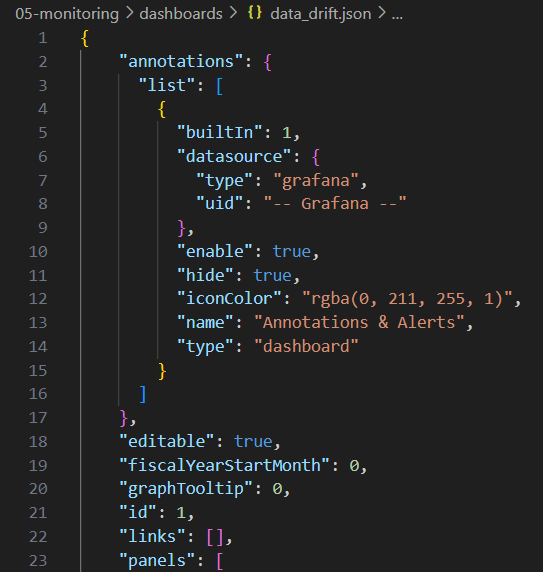 05-monitoring > dashboards > {} data_drift.json > ...
1 {
2 "annotations": {
3 "list": [
4 {
5 "builtIn": 1,
6 "datasource": {
7 "type": "grafana",
8 "uid": "-- Grafana --"
9 },
10 "enable": true,
11 "hide": true,
12 "iconColor": "rgba(0, 211, 255, 1)",
13 "name": "Annotations & Alerts",
14 "type": "dashboard"
15 }
16 ]
17 },
18 "editable": true,
19 "fiscalYearStartMonth": 0,
20 "graphTooltip": 0,
21 "id": 1,
22 "links": [],
23 "panels": [